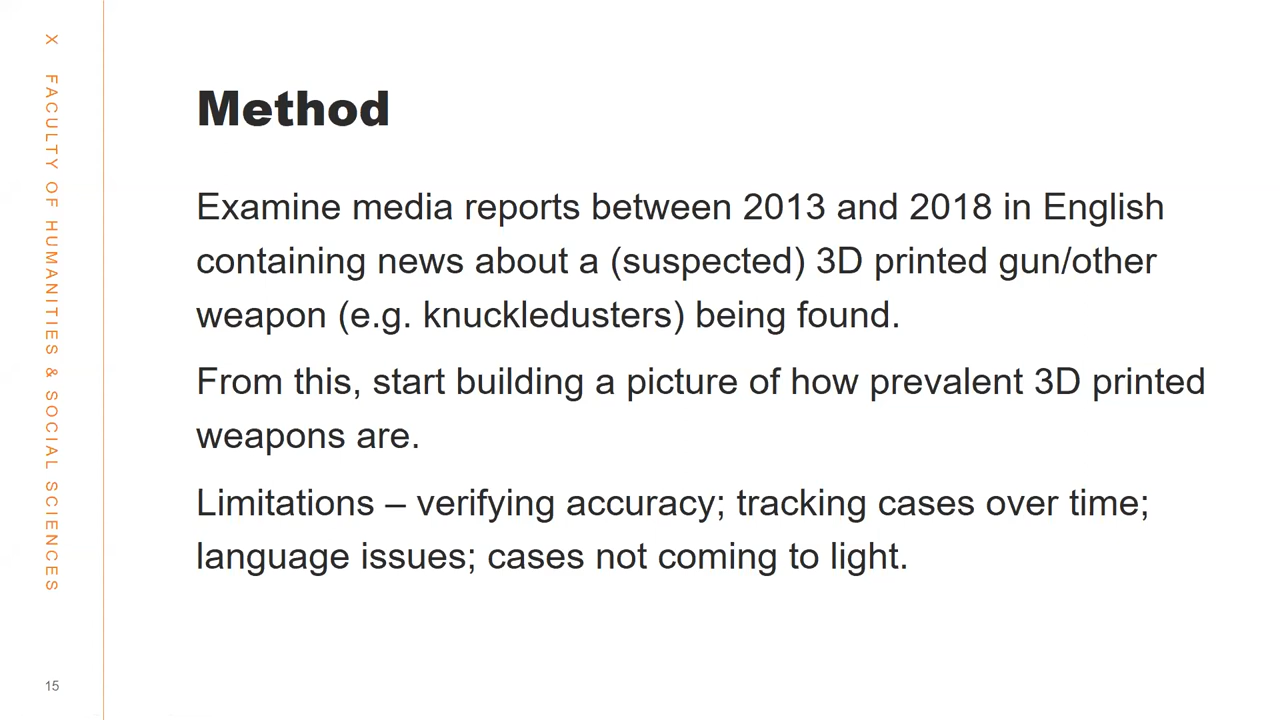 X FACULTY OF HUMANITIES & SOCIAL SCIENCES
Method
Examine media reports between 2013 and 2018 in English
containing news about a (suspected) 3D printed gun/other
weapon (e.g. knuckledusters) being found.
From this, start building a picture of how prevalent 3D printed
weapons are.
Limitations – verifying accuracy; tracking cases over time;
language issues; cases not coming to light.
15